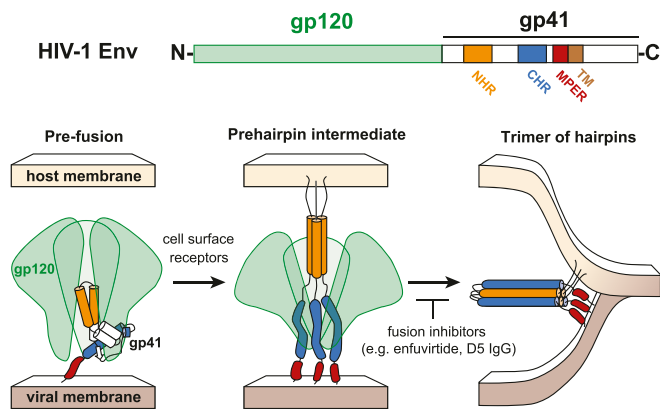 gp120
gp41
HIV-1 Env
N-
-C
NHR
CHR
MPER
TM
Pre-fusion
Prehairpin intermediate
Trimer of hairpins
host membrane
gp120
gp41
viral membrane
cell surface
receptors
fusion inhibitors
(e.g. enfuvirtide, D5 IgG)